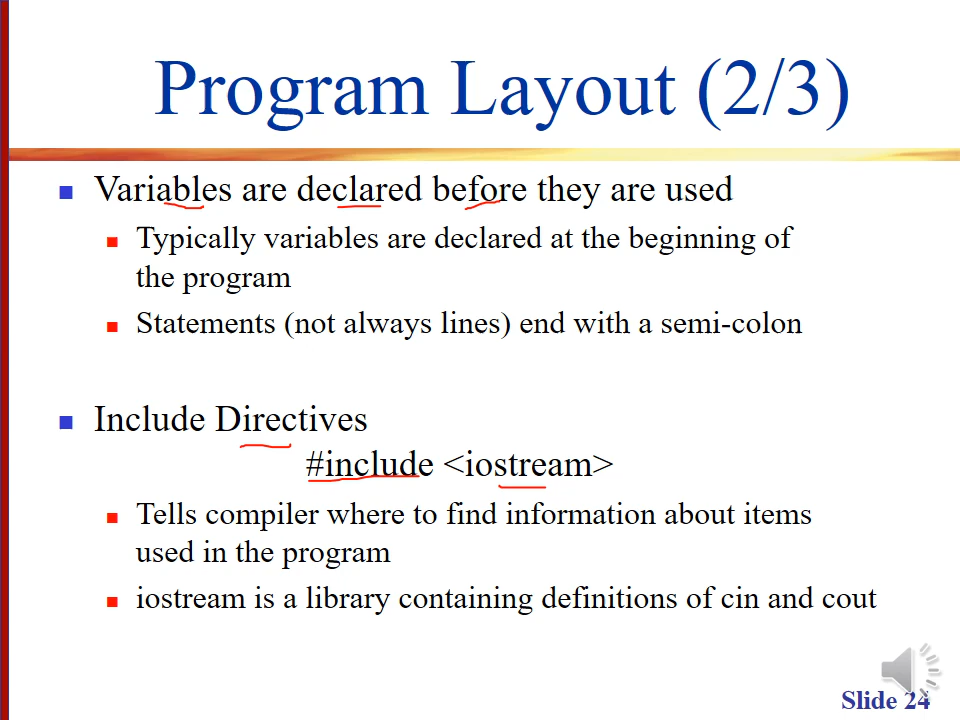 Program Layout (2/3)
Variables are declared before they are used
Typically variables are declared at the beginning of
the program
Statements (not always lines) end with a semi-colon
Include Directives
#include <iostream>
Tells compiler where to find information about items
used in the program
iostream is a library containing definitions of cin and cout
Slide 24